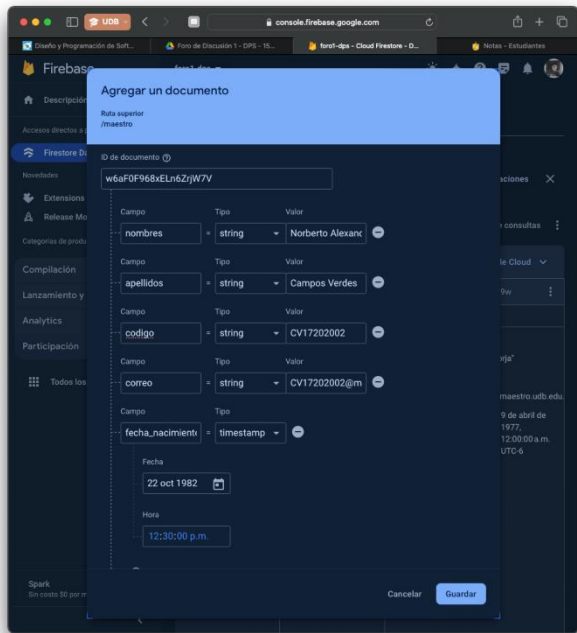 UDB
console.firebase.google.com
Diseño y Programación de Soft...
Foro de Discusión 1 - DPS - 15...
foro1-dps - Cloud Firestore - D...
Notas - Estudiantes
Firebase
foro1-dps
Descripción
Accesos directos a p
Firestore Da
Novedades
Extensions
Release Mo
Categorías de produ
Compilación
Lanzamiento y
Analytics
Participación
Todos los
Spark
Sin costo $0 por m
Agregar un documento
Ruta superior
/maestro
ID de documento
w6aF0F968xELn6ZrjW7V
Campo Tipo Valor
nombres = string Norberto Alexanc
Campo Tipo Valor
apellidos = string Campos Verdes
Campo Tipo Valor
codigo = string CV17202002
Campo Tipo Valor
correo = string CV17202002@m
Campo Tipo
fecha_nacimiento = timestamp
Fecha
22 oct 1982
Hora
12:30:00 p.m.
Cancelar Guardar
aciones
consultas
le Cloud
9w
orja"
maestro.udb.edu.
9 de abril de
1977,
12:00:00 a.m.
UTC-6